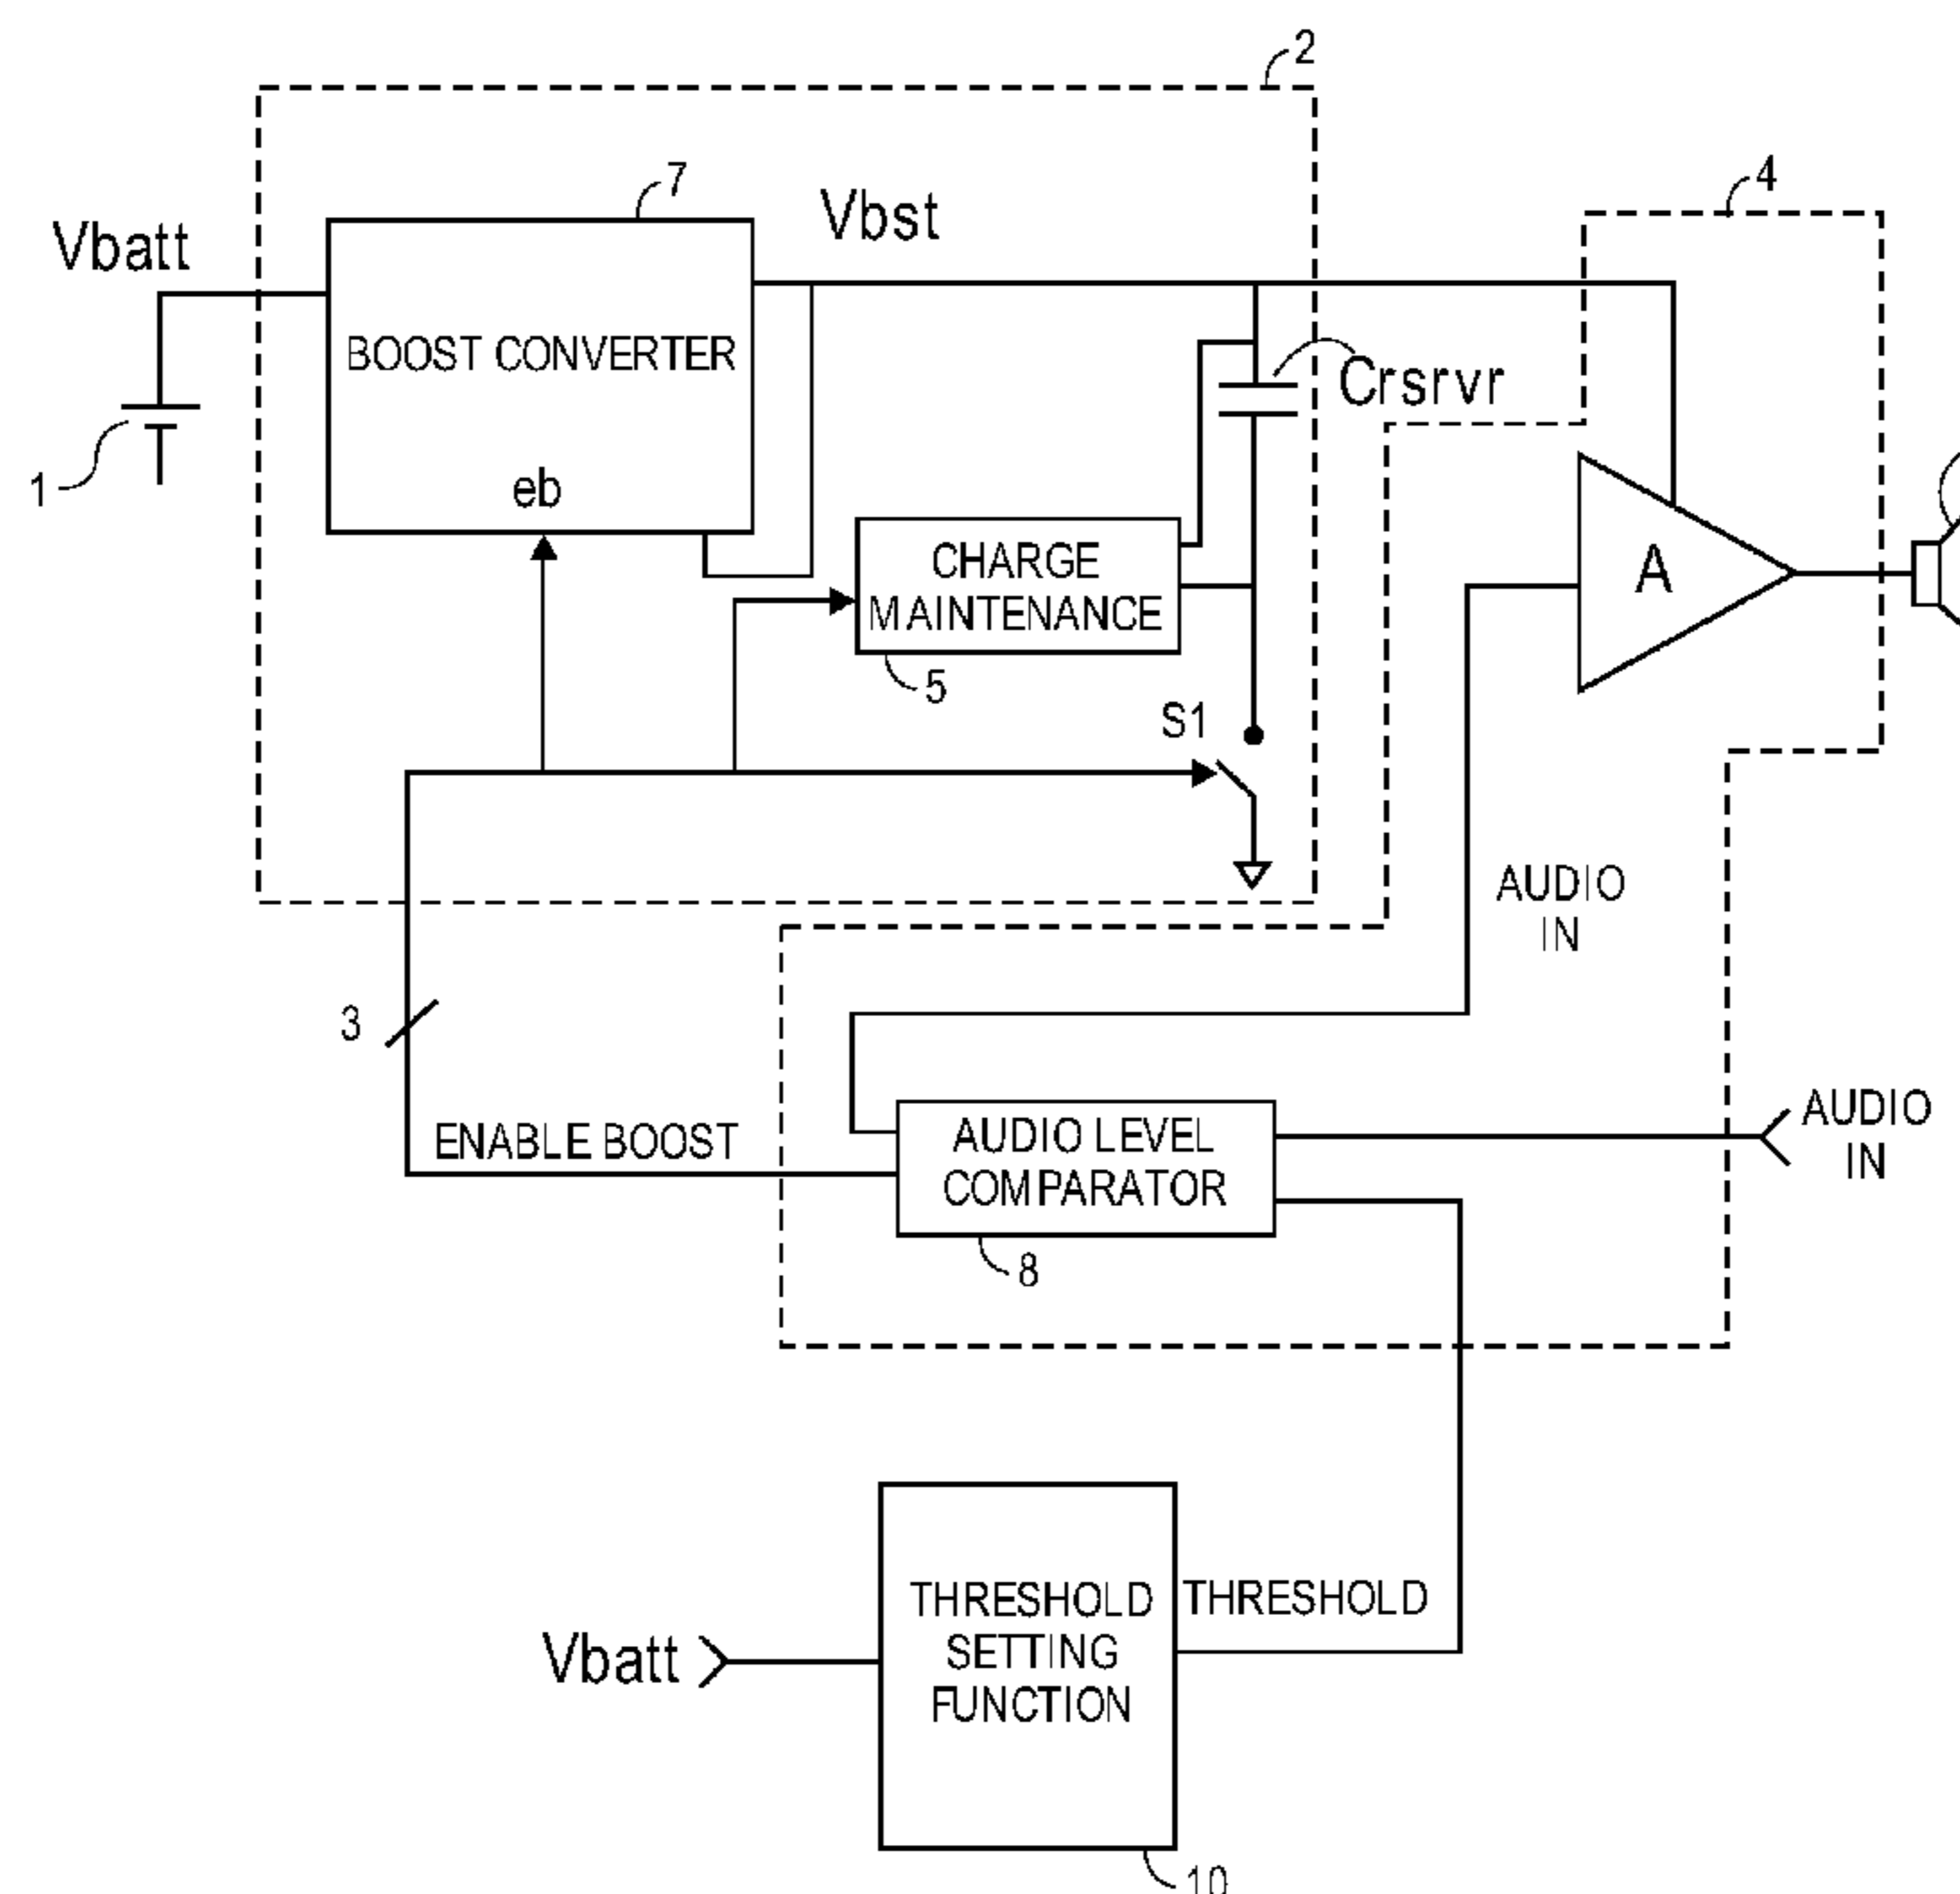 2
7
4
Vbatt
Vbst
BOOST CONVERTER
Crsrvr
1
eb
CHARGE
MAINTENANCE
A
5
S1
AUDIO
IN
3
ENABLE BOOST
AUDIO LEVEL
COMPARATOR
AUDIO
IN
8
THRESHOLD
SETTING
FUNCTION
THRESHOLD
Vbatt
10